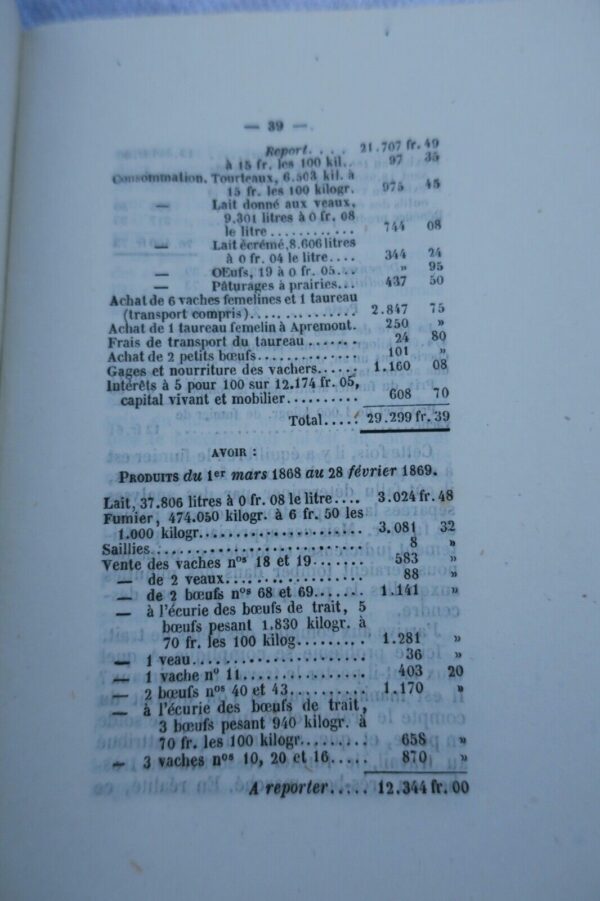 — 39 —
Report.... 21.707 fr. 49
à 15 fr. les 100 kil.. 97 35
Consommation. Tourteaux, 6.503 kil. à
15 fr. les 100 kilogr. 975 45
— Lait donné aux veaux,
9.301 litres à 0 fr. 08
le litre............ 744 08
— Lait écrémé, 8.606 litres
à 0 fr. 04 le litre.... 344 24
— OEufs, 19 à 0 fr. 05... » 95
— Pâturages à prairies... 437 50
Achat de 6 vaches femelines et 1 taureau
(transport compris)............... 2.847 75
Achat de 1 taureau femelin à Apremont. 250 »
Frais de transport du taureau....... 24 80
Achat de 2 petits bœufs............. 101 »
Gages et nourriture des vachers...... 1.160 08
Intérêts à 5 pour 100 sur 12.174 fr. 05,
capital vivant et mobilier.......... 608 70
Total..... 29.299 fr. 39
AVOIR :
PRODUITS du 1er mars 1868 au 28 février 1869.
Lait, 37.806 litres à 0 fr. 08 le litre.... 3.024 fr. 48
Fumier, 474.050 kilogr. à 6 fr. 50 les
1.000 kilogr..................... 3.081 32
Saillies........................... 8 »
Vente des vaches nos 18 et 19....... 583 »
— de 2 veaux.................. 88 »
— de 2 bœufs nos 68 et 69....... 1.141 »
— à l'écurie des bœufs de trait, 5
bœufs pesant 1.830 kilogr. à
70 fr. les 100 kilog.......... 1.281 »
— 1 veau...................... 36 »
— 1 vache no 11................ 403 20
— 2 bœufs nos 40 et 43.......... 1.170 »
— à l'écurie des bœufs de trait,
3 bœufs pesant 940 kilogr. à
70 fr. les 100 kilogr......... 658 »
— 3 vaches nos 10, 20 et 16..... 870 »
A reporter..... 12.344 fr. 00